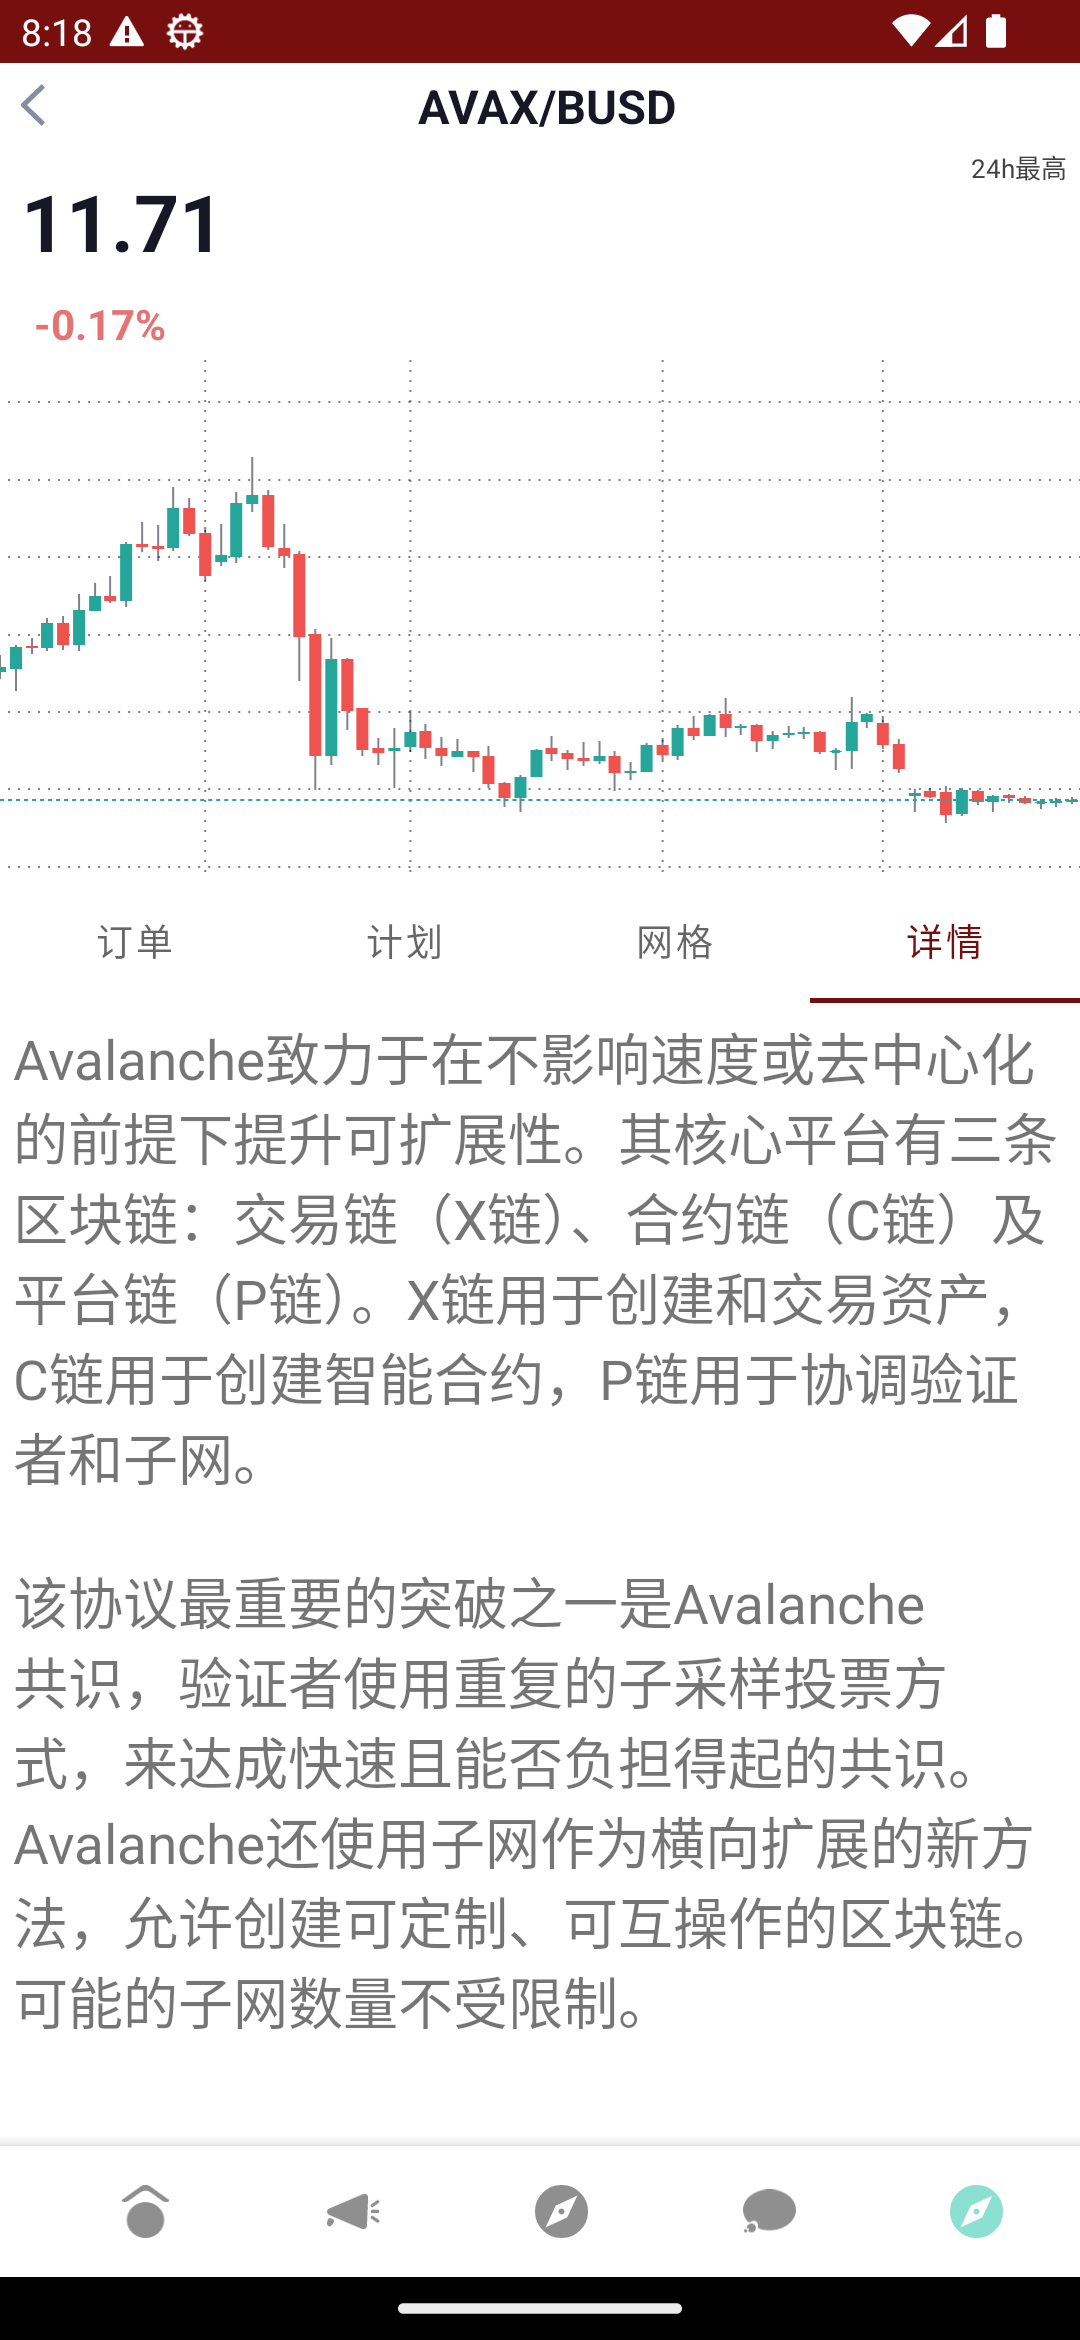 8:18
AVAX/BUSD
24h最高
11.71
-0.17%
订单
计划
网格
详情
Avalanche致力于在不影响速度或去中心化
的前提下提升可扩展性。其核心平台有三条
区块链：交易链（X链）、合约链（C链）及
平台链（P链）。X链用于创建和交易资产，
C链用于创建智能合约，P链用于协调验证
者和子网。
该协议最重要的突破之一是Avalanche
共识，验证者使用重复的子采样投票方
式，来达成快速且能否负担得起的共识。
Avalanche还使用子网作为横向扩展的新方
法，允许创建可定制、可互操作的区块链。
可能的子网数量不受限制。